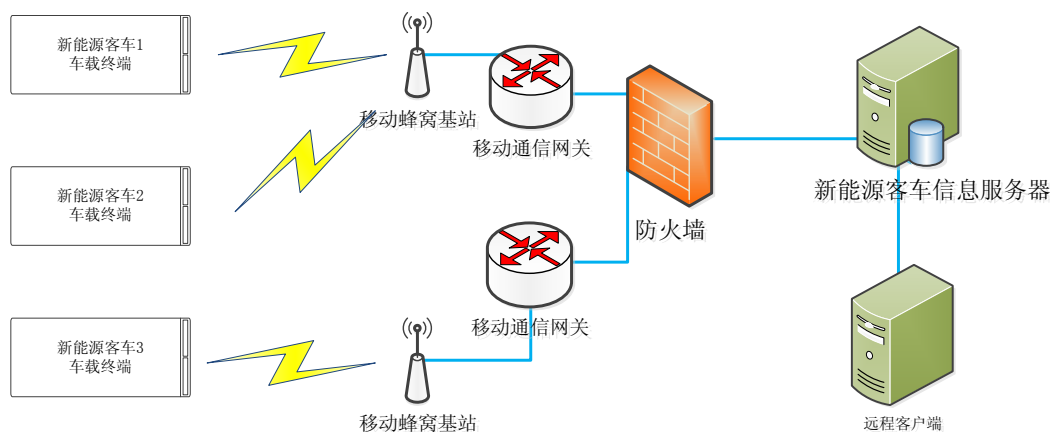 新能源客车1
车载终端
移动蜂窝基站
移动通信网关
新能源客车2
车载终端
新能源客车信息服务器
防火墙
新能源客车3
车载终端
移动通信网关
移动蜂窝基站
远程客户端